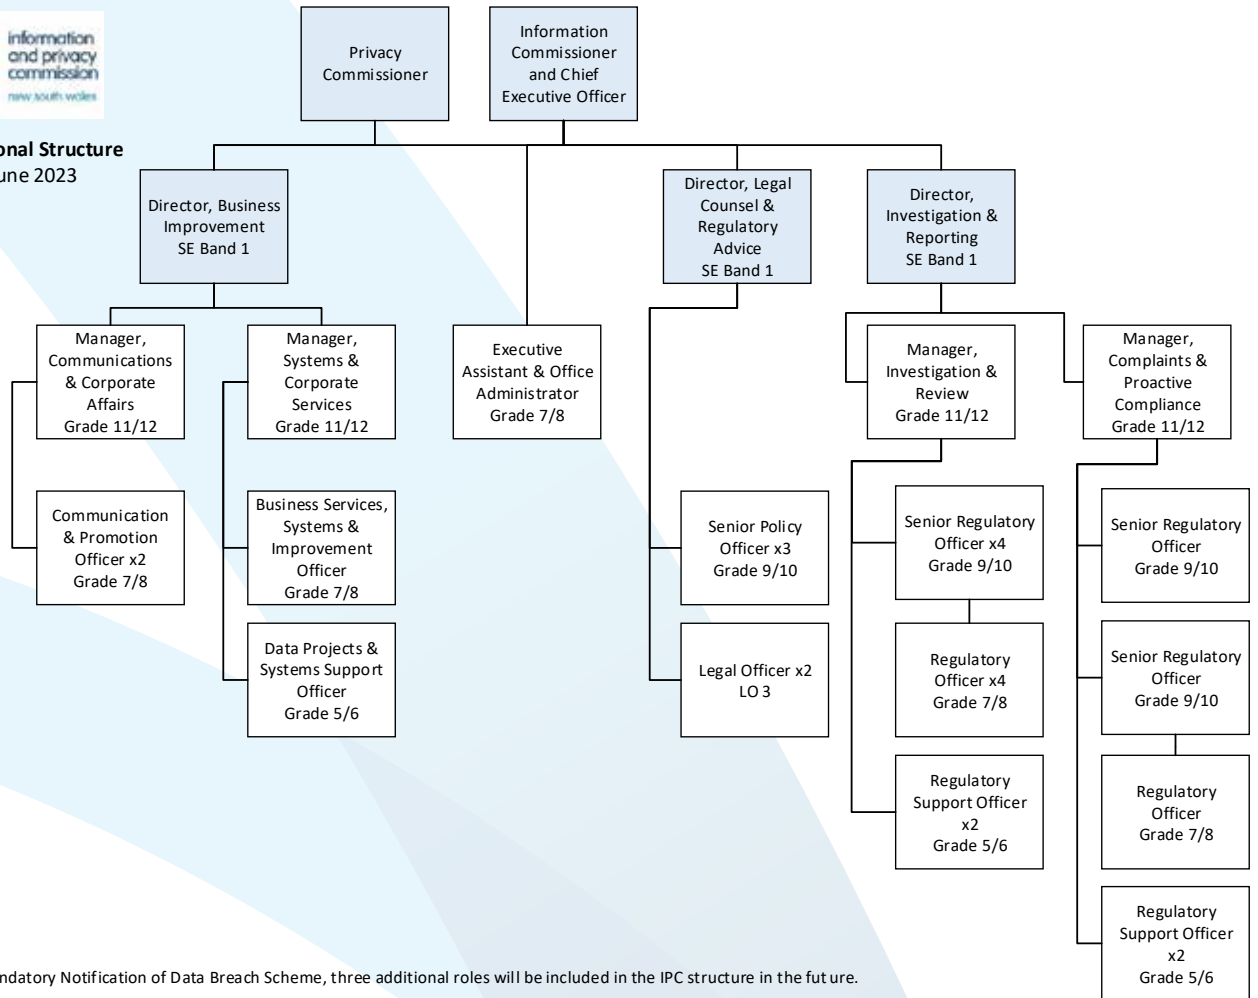 information
and privacy
commission
new south wales
onal Structure
une 2023
Privacy
Commissioner
Information
Commissioner
and Chief
Executive Officer
Director, Business
Improvement
SE Band 1
Director, Legal
Counsel &
Regulatory
Advice
SE Band 1
Director,
Investigation &
Reporting
SE Band 1
Manager,
Communications
& Corporate
Affairs
Grade 11/12
Manager,
Systems &
Corporate
Services
Grade 11/12
Executive
Assistant & Office
Administrator
Grade 7/8
Manager,
Investigation &
Review
Grade 11/12
Manager,
Complaints &
Proactive
Compliance
Grade 11/12
Communication
& Promotion
Officer x2
Grade 7/8
Business Services,
Systems &
Improvement
Officer
Grade 7/8
Senior Policy
Officer x3
Grade 9/10
Senior Regulatory
Officer x4
Grade 9/10
Senior Regulatory
Officer
Grade 9/10
Data Projects &
Systems Support
Officer
Grade 5/6
Legal Officer x2
LO 3
Regulatory
Officer x4
Grade 7/8
Senior Regulatory
Officer
Grade 9/10
Regulatory
Support Officer
x2
Grade 5/6
Regulatory
Officer
Grade 7/8
Regulatory
Support Officer
x2
Grade 5/6
ndatory Notification of Data Breach Scheme, three additional roles will be included in the IPC structure in the future.